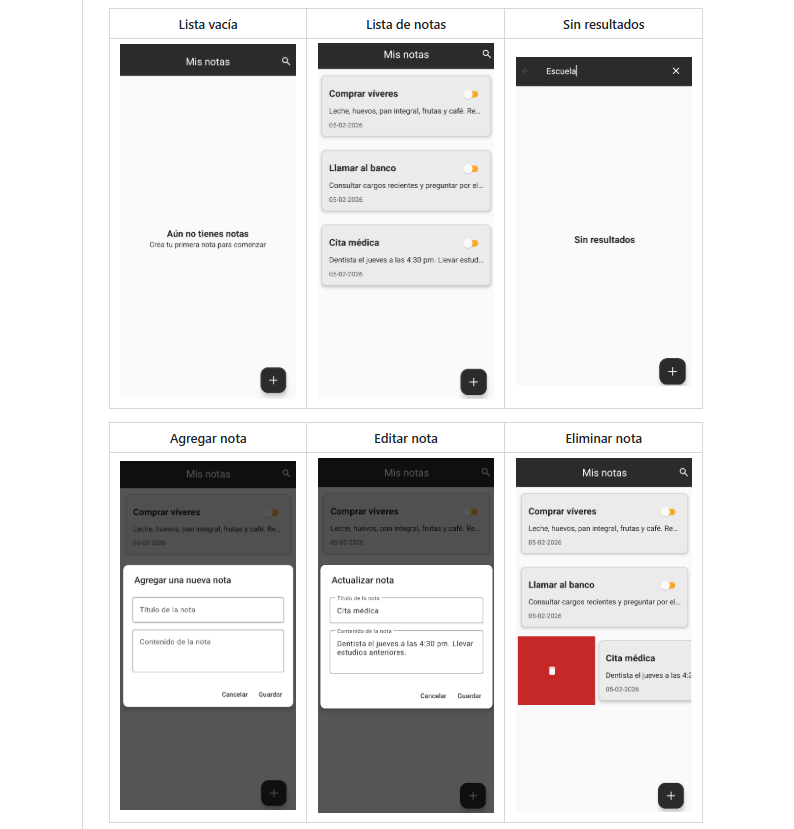 Lista vacía
Lista de notas
Sin resultados
Mis notas
Aún no tienes notas
Crea tu primera nota para comenzar
Mis notas
Comprar víveres
Leche, huevos, pan integral, frutas y café. Re...
05-02-2026
Llamar al banco
Consultar cargos recientes y preguntar por el...
05-02-2026
Cita médica
Dentista el jueves a las 4:30 pm. Llevar estud...
05-02-2026
Escuela
Sin resultados
Agregar nota
Editar nota
Eliminar nota
Mis notas
Comprar víveres
Leche, huevos, pan integral, frutas y café. Re...
05-02-2026
Agregar una nueva nota
Título de la nota
Contenido de la nota
Cancelar Guardar
Mis notas
Comprar víveres
Leche, huevos, pan integral, frutas y café. Re...
05-02-2026
Actualizar nota
Título de la nota
Cita médica
Contenido de la nota
Dentista el jueves a las 4:30 pm. Llevar
estudios anteriores.
Cancelar Guardar
Mis notas
Comprar víveres
Leche, huevos, pan integral, frutas y café. Re...
05-02-2026
Llamar al banco
Consultar cargos recientes y preguntar por el...
05-02-2026
Cita médica
Dentista el jueves a las 4:3
05-02-2026